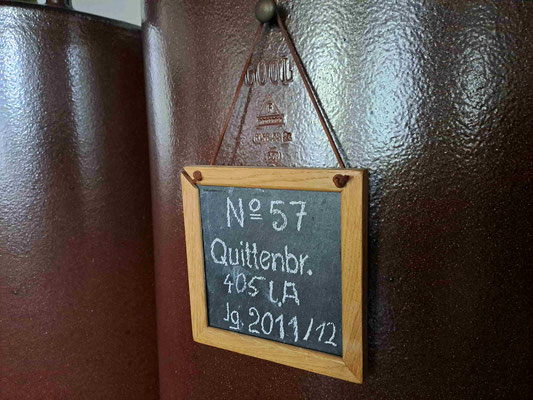 Nº 57
Quittenbr.
405 l,A
Jg. 2011/12